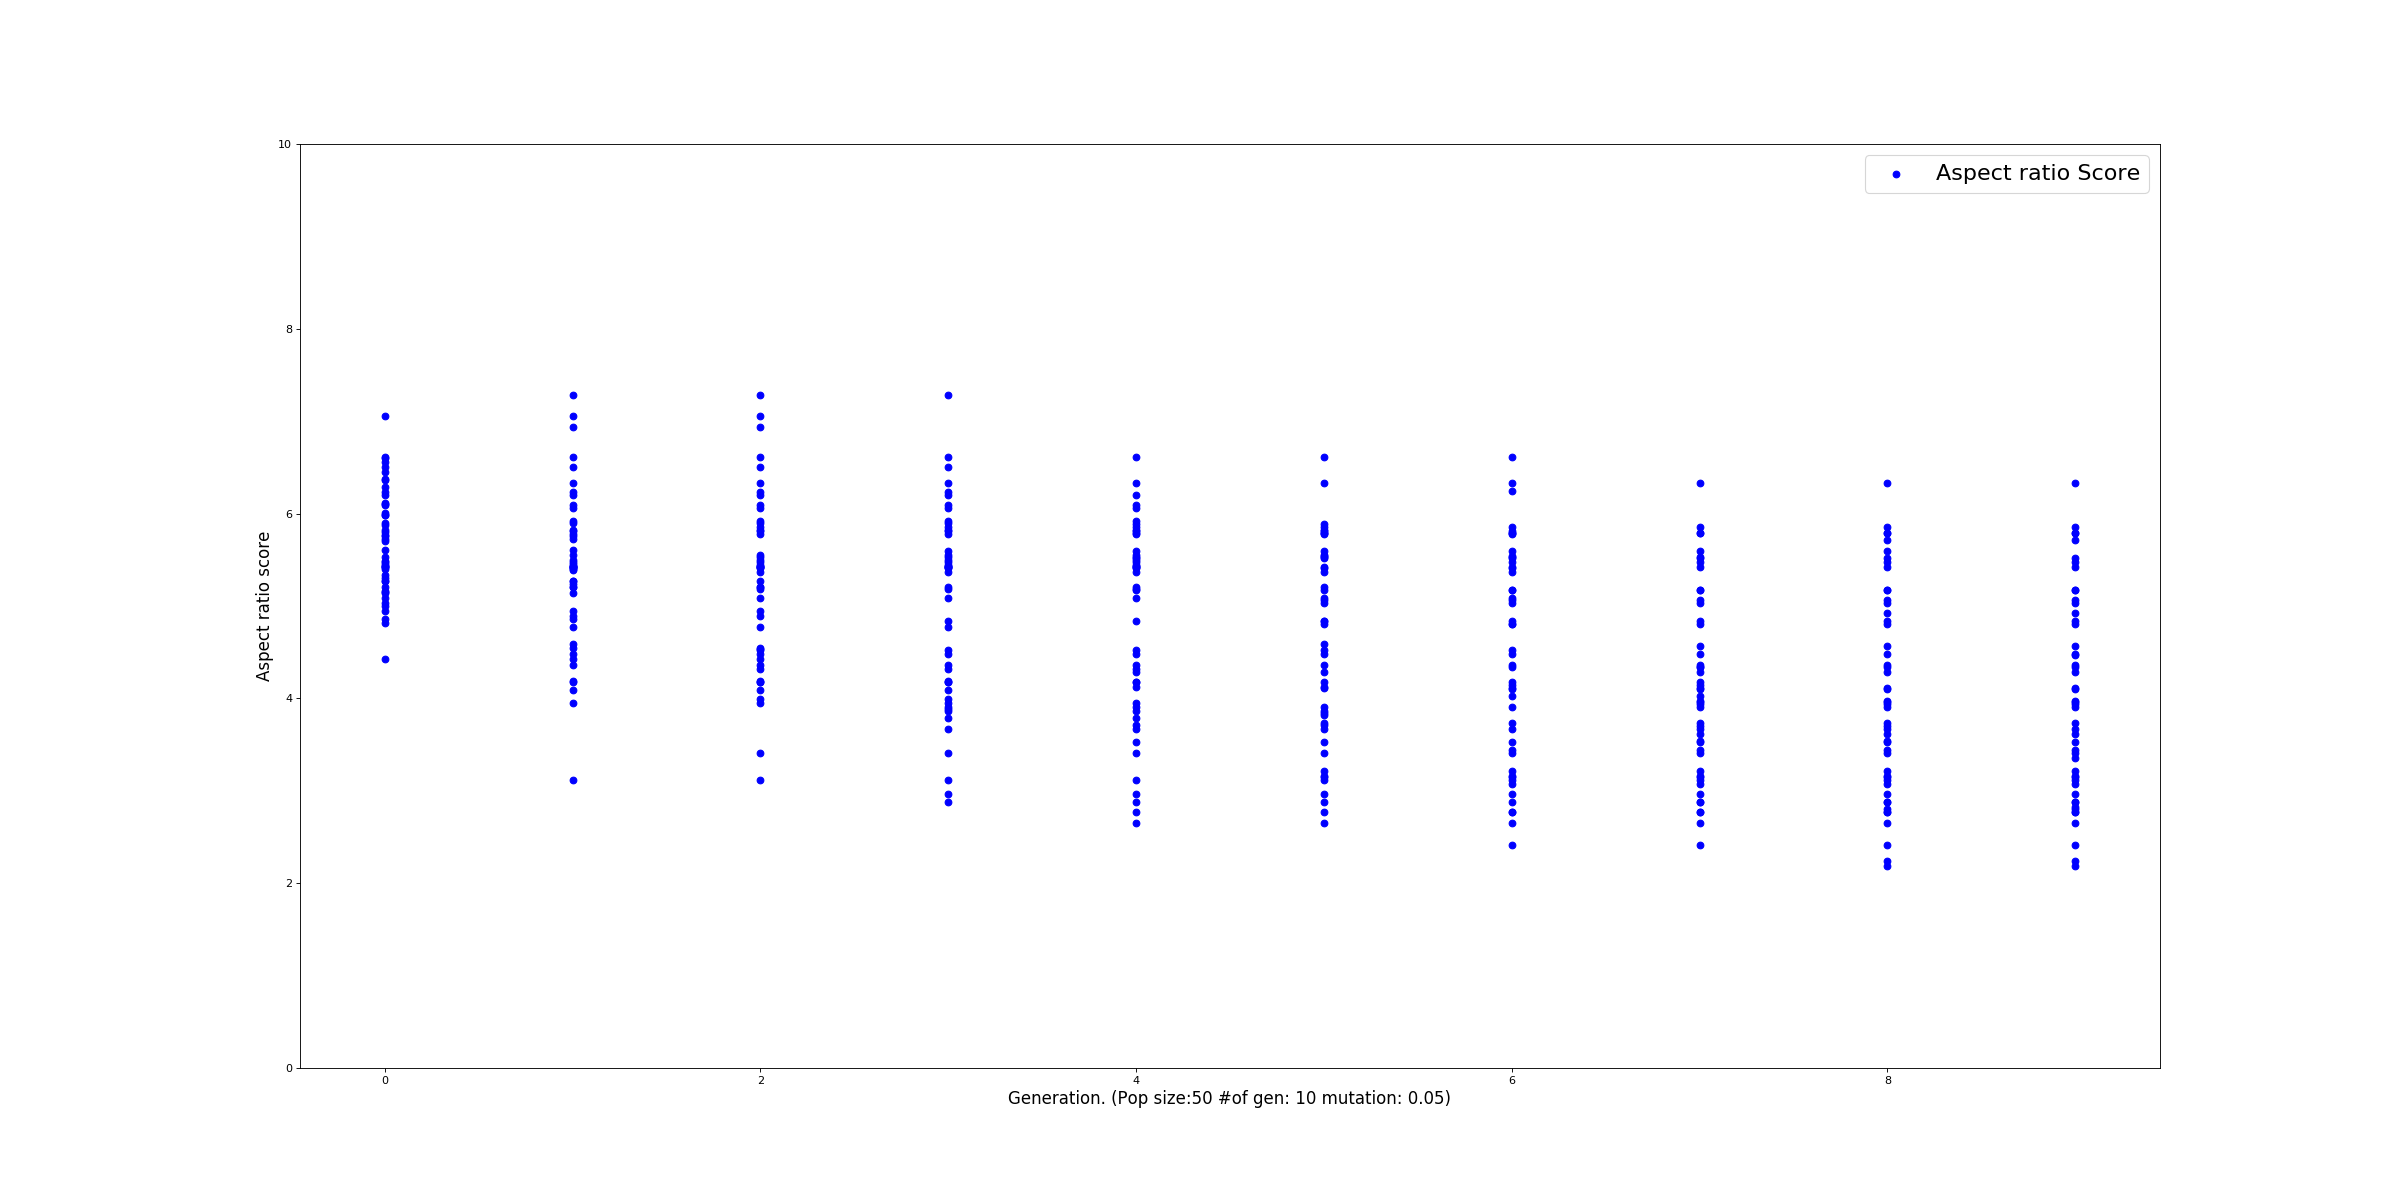 10
8
6
4
2
0
Aspect ratio score
Aspect ratio Score
0 2 4 6 8
Generation. (Pop size:50 #of gen: 10 mutation: 0.05)